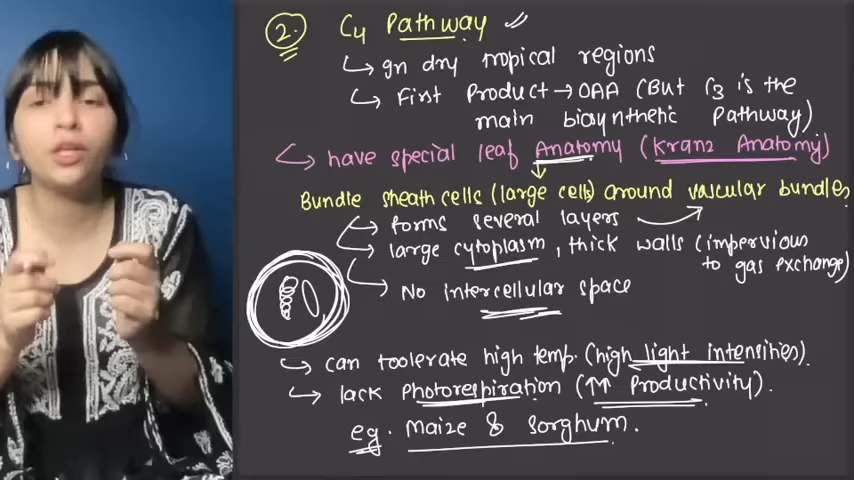 2. C4 Pathway
↳ gn dry tropical regions
↳ First Product → OAA (But C3 is the main biosynthetic Pathway)
↳ have special leaf Anatomy (Kranz Anatomy)
Bundle sheath cells (large cells) around vascular bundles
↳ forms several layers
↳ large cytoplasm, thick walls (impervious to gas exchange)
↳ No intercellular space
↳ can toolerate high temp. (high light intensities).
↳ lack Photorespiration (↑↑ Productivity).
eg. Maize & Sorghum.